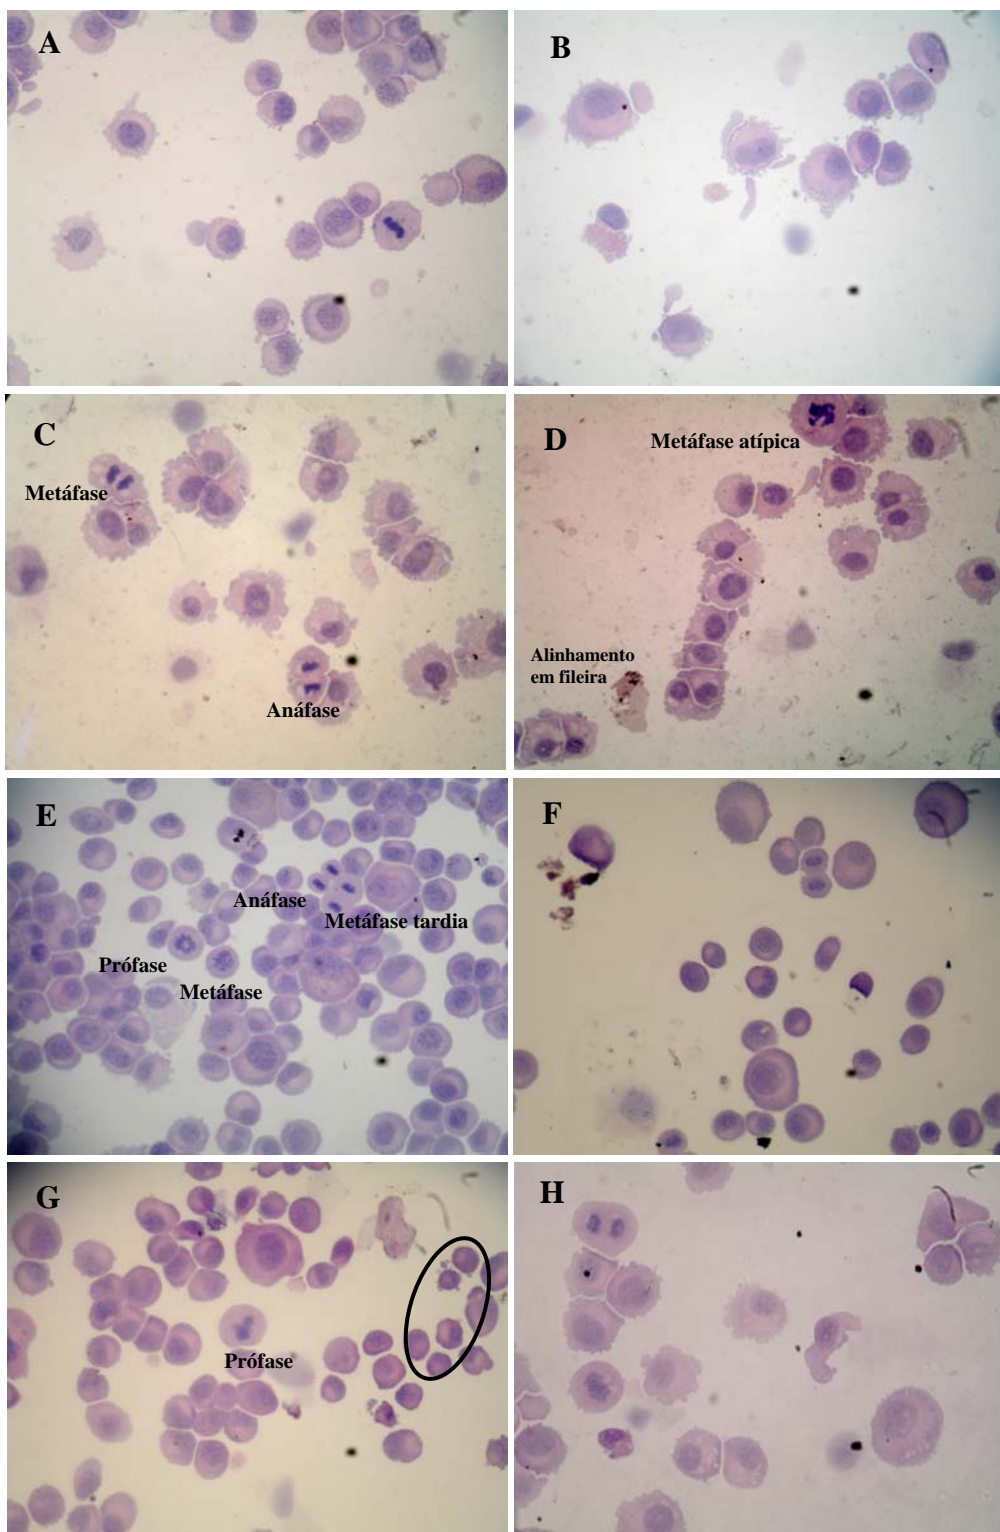 A
B
C
Metáfase
Anáfase
D
Metáfase atípica
Alinhamento
em fileira
E
Anáfase
Metáfase tardia
Prófase
Metáfase
F
G
Prófase
H